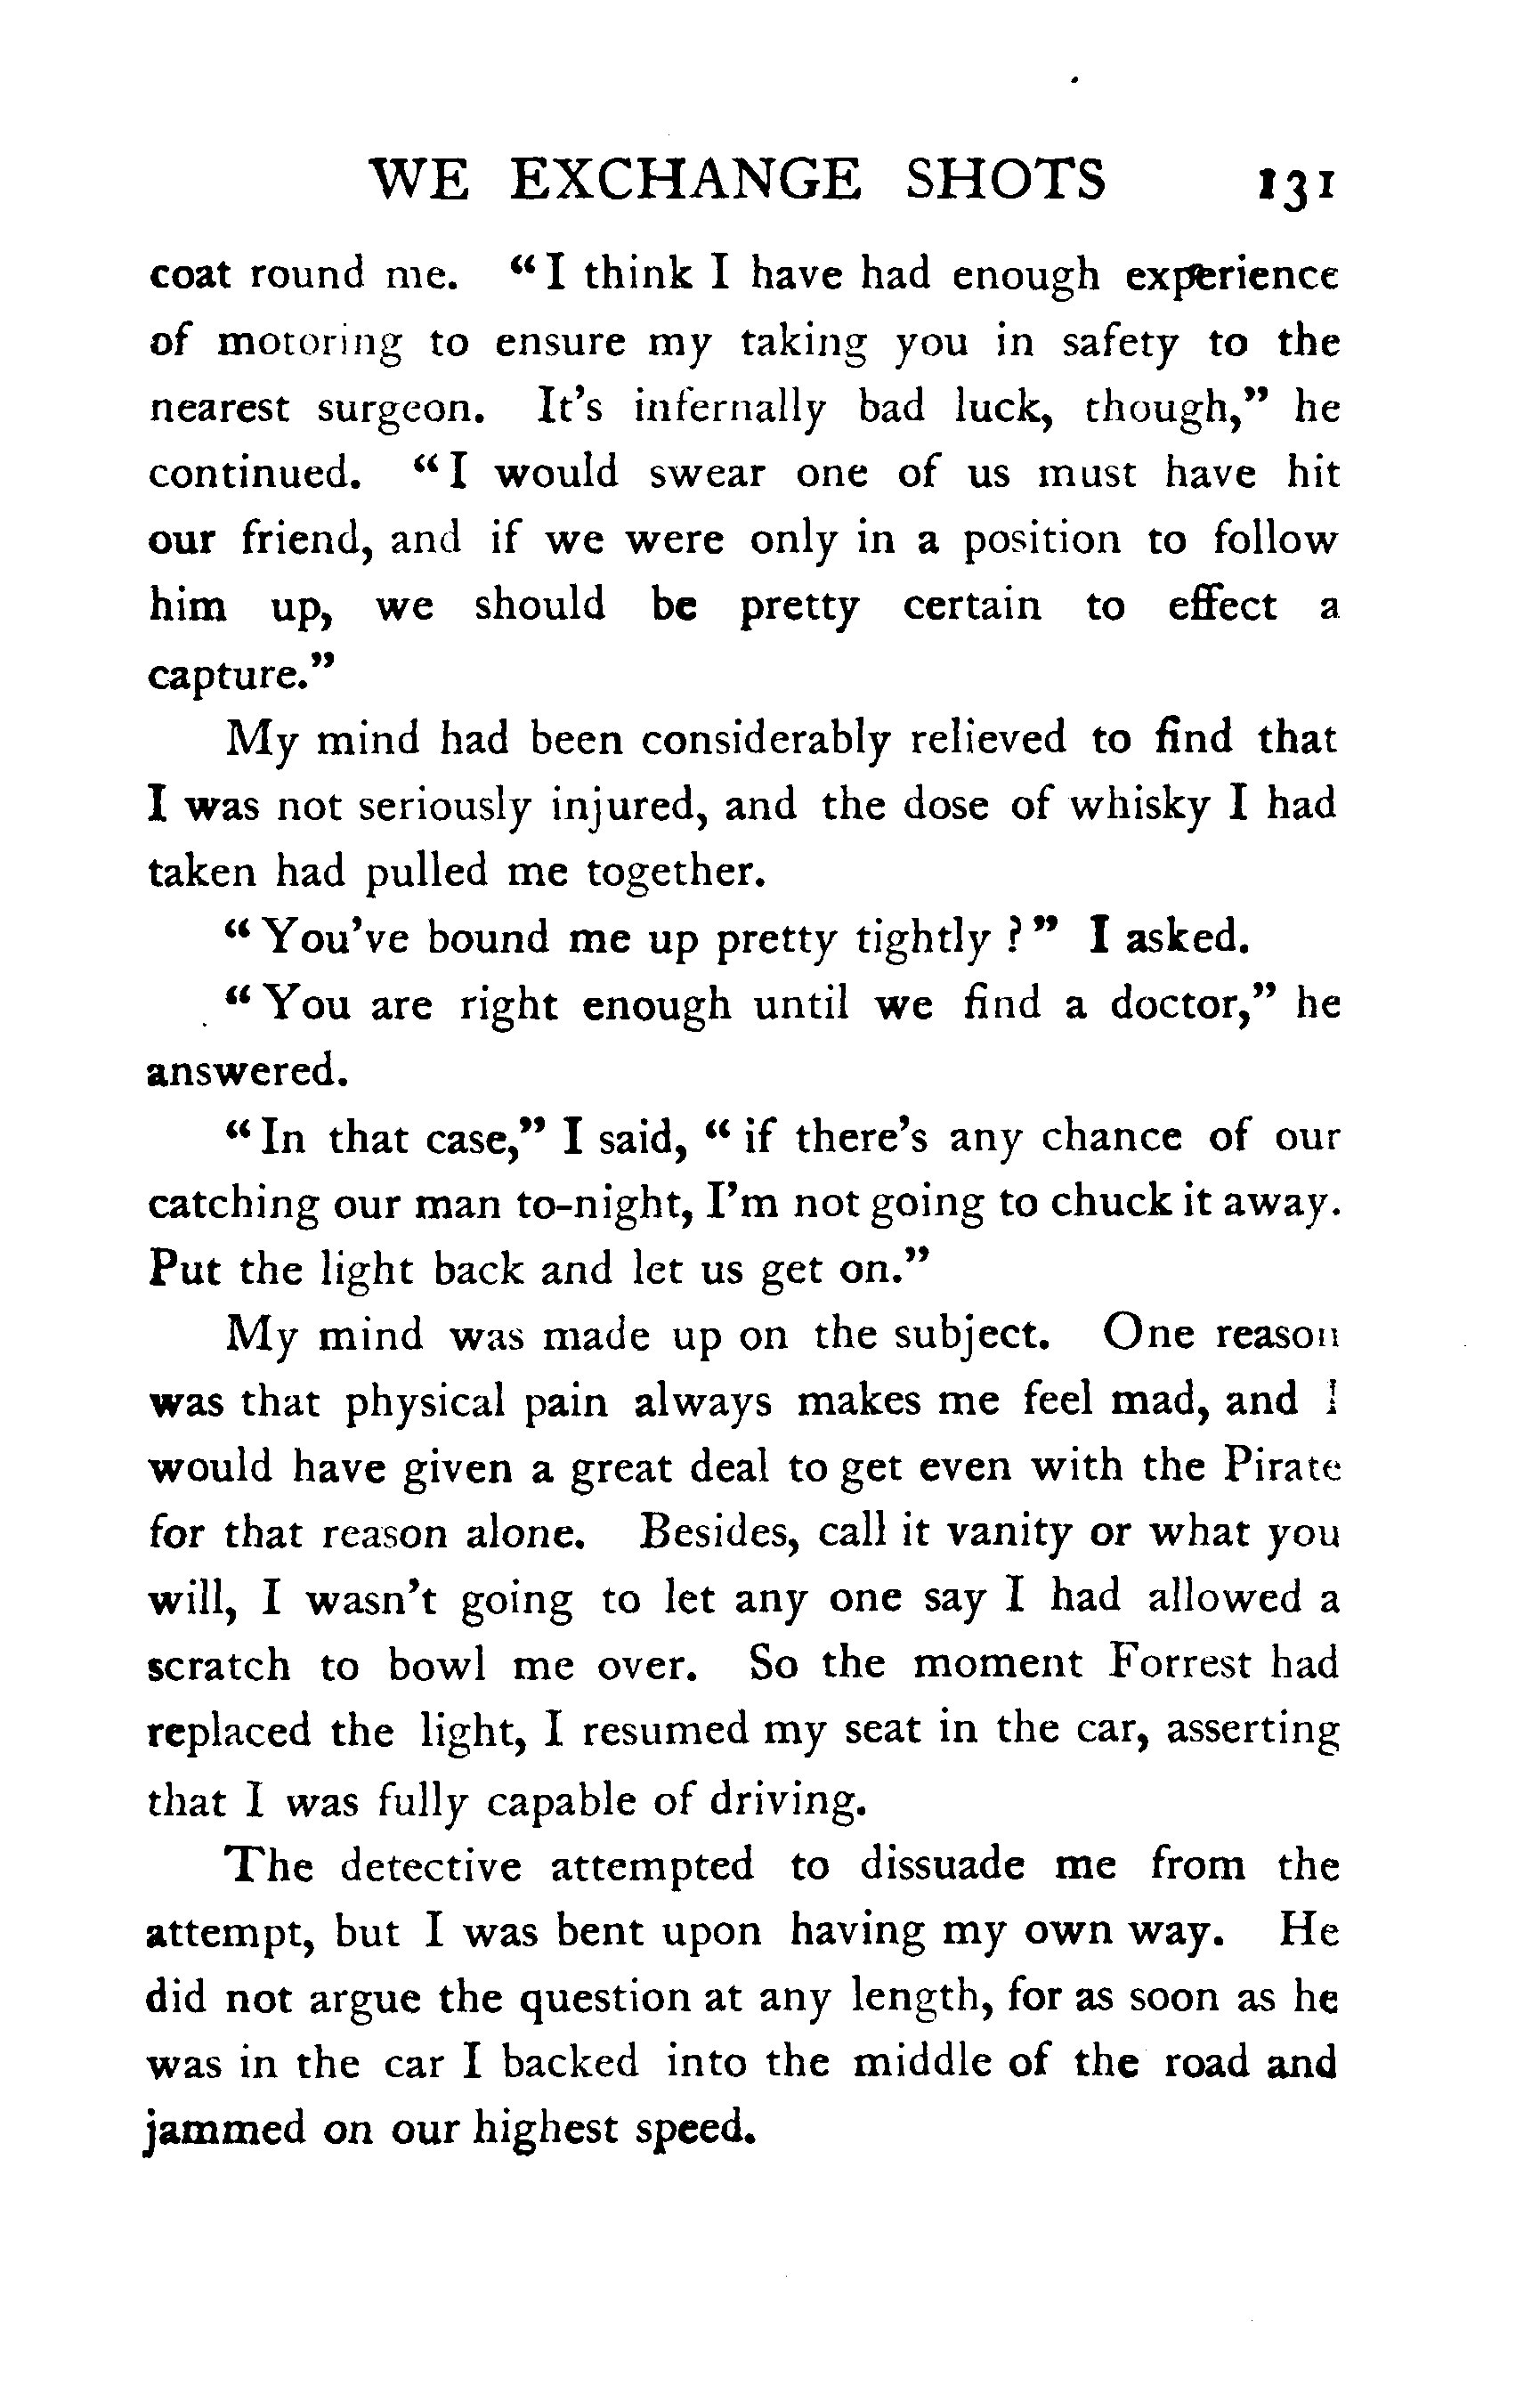 WE EXCHANGE SHOTS 131
coat round me. “ I think I have had enough experience
of motoring to ensure my taking you in safety to the
nearest surgeon. It’s infernally bad luck, though,” he
continued. “ I would swear one of us must have hit
our friend, and if we were only in a position to follow
him up, we should be pretty certain to effect a
capture.”
My mind had been considerably relieved to find that
I was not seriously injured, and the dose of whisky I had
taken had pulled me together.
“ You’ve bound me up pretty tightly ? ” I asked.
“ You are right enough until we find a doctor,” he
answered.
“ In that case,” I said, “ if there’s any chance of our
catching our man to-night, I’m not going to chuck it away.
Put the light back and let us get on.”
My mind was made up on the subject. One reason
was that physical pain always makes me feel mad, and I
would have given a great deal to get even with the Pirate
for that reason alone. Besides, call it vanity or what you
will, I wasn’t going to let any one say I had allowed a
scratch to bowl me over. So the moment Forrest had
replaced the light, I resumed my seat in the car, asserting
that I was fully capable of driving.
The detective attempted to dissuade me from the
attempt, but I was bent upon having my own way. He
did not argue the question at any length, for as soon as he
was in the car I backed into the middle of the road and
jammed on our highest speed.